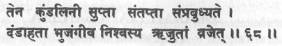 तेन कुंडलिनी सुप्ता संतप्ता संप्रबुध्यते ।
दंडाहता भुजंगीव निश्वस्य ऋजुतां व्रजेत् ॥ ६८ ॥